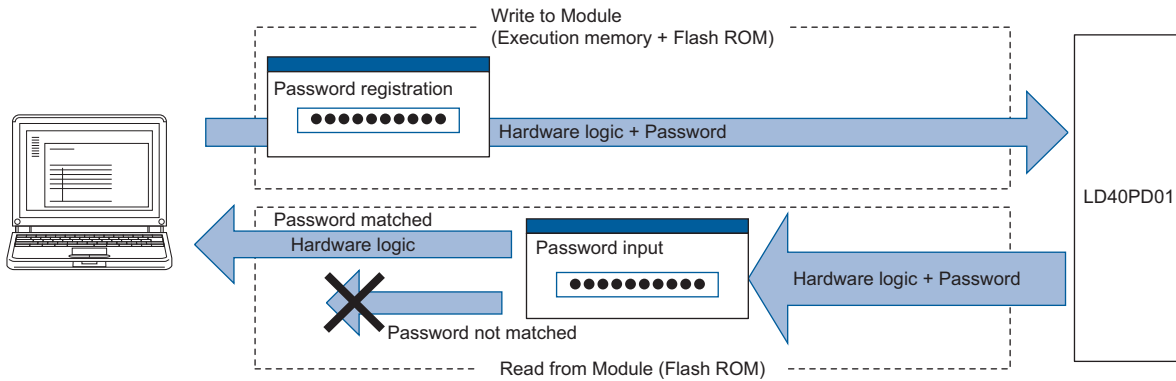 Write to Module
(Execution memory + Flash ROM)
Password registration
●●●●●●●●●●
Hardware logic + Password
LD40PD01
Password matched
Hardware logic
Password input
●●●●●●●●●●
Hardware logic + Password
Password not matched
Read from Module (Flash ROM)